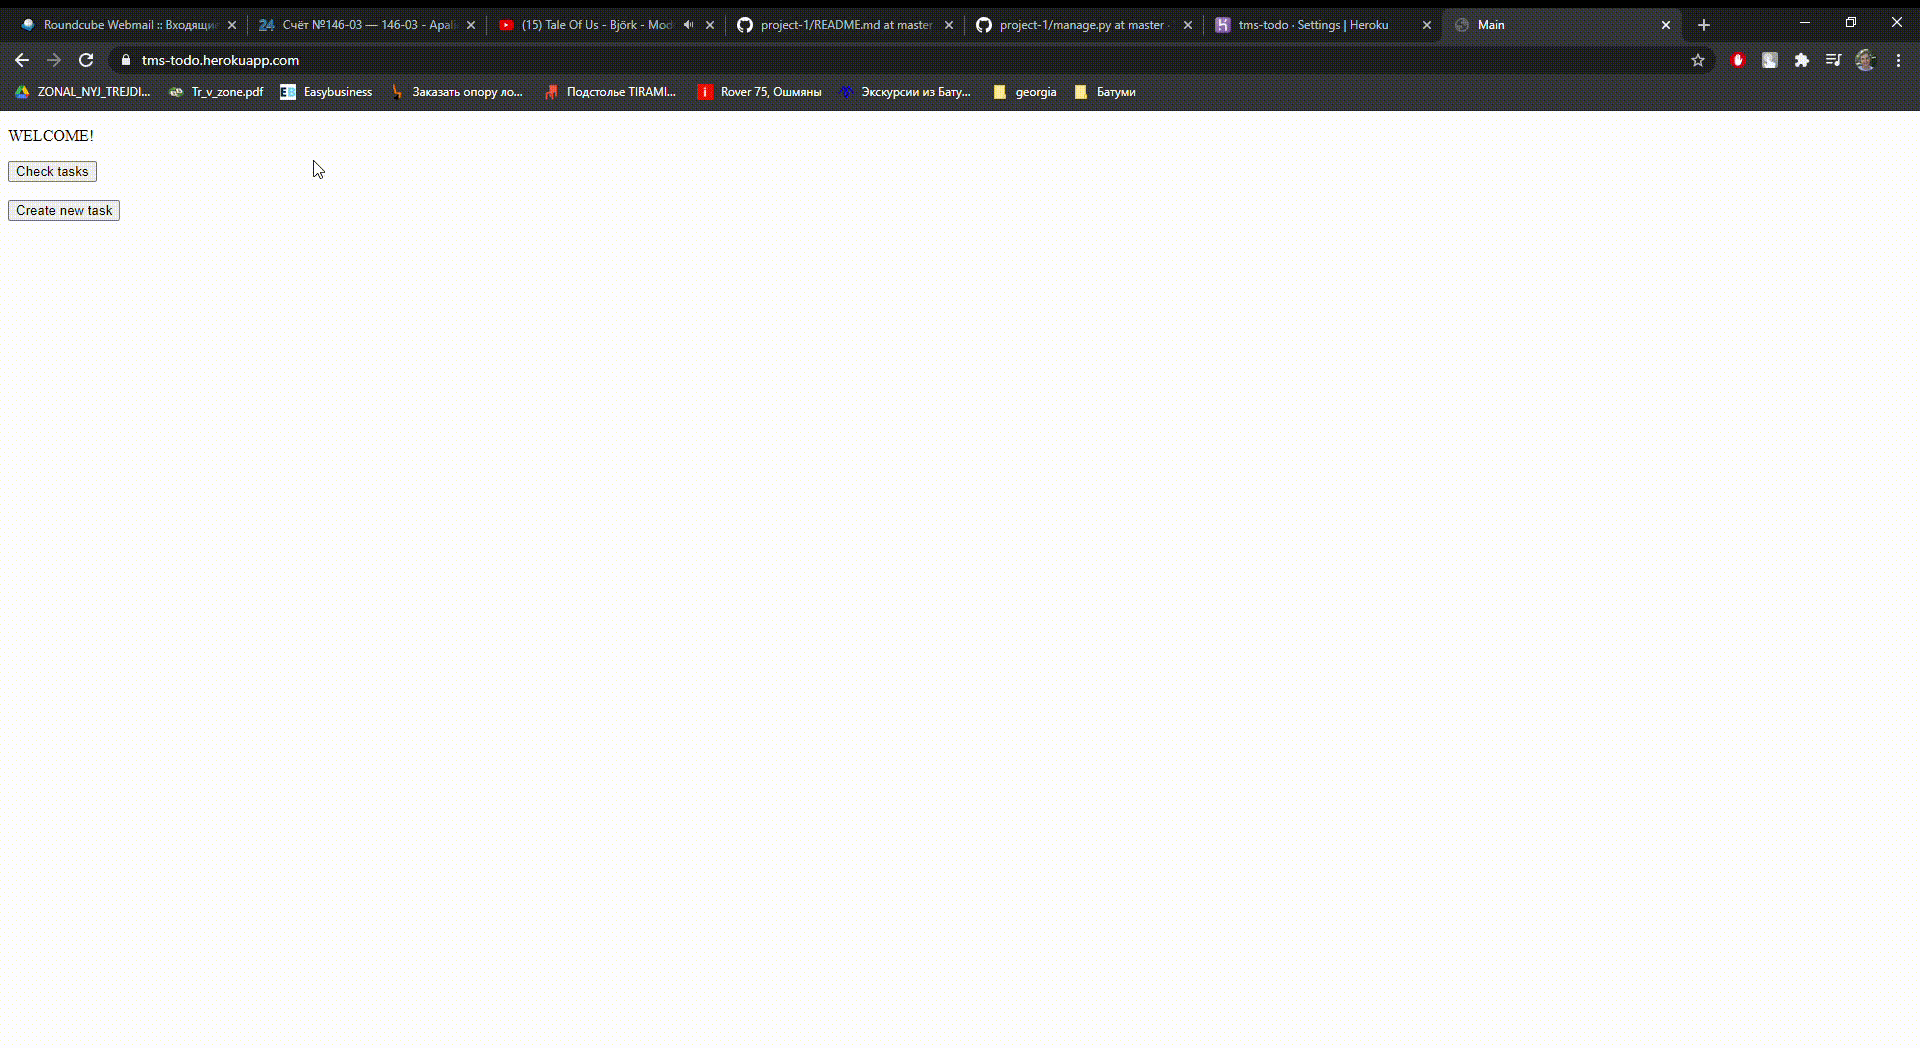 Roundcube Webmail :: Входящие
24 Счёт №146-03 — 146-03 - Apali
(15) Tale Of Us - Björk - Mod
project-1/README.md at master
project-1/manage.py at master ·
tms-todo · Settings | Heroku
Main
tms-todo.herokuapp.com
ZONAL_NYJ_TREJDI...
Tr_v_zone.pdf
Easybusiness
Заказать опору ло...
Подстолье TIRAMI...
Rover 75, Ошмяны
Экскурсии из Бату...
georgia
Батуми
WELCOME!
Check tasks
Create new task